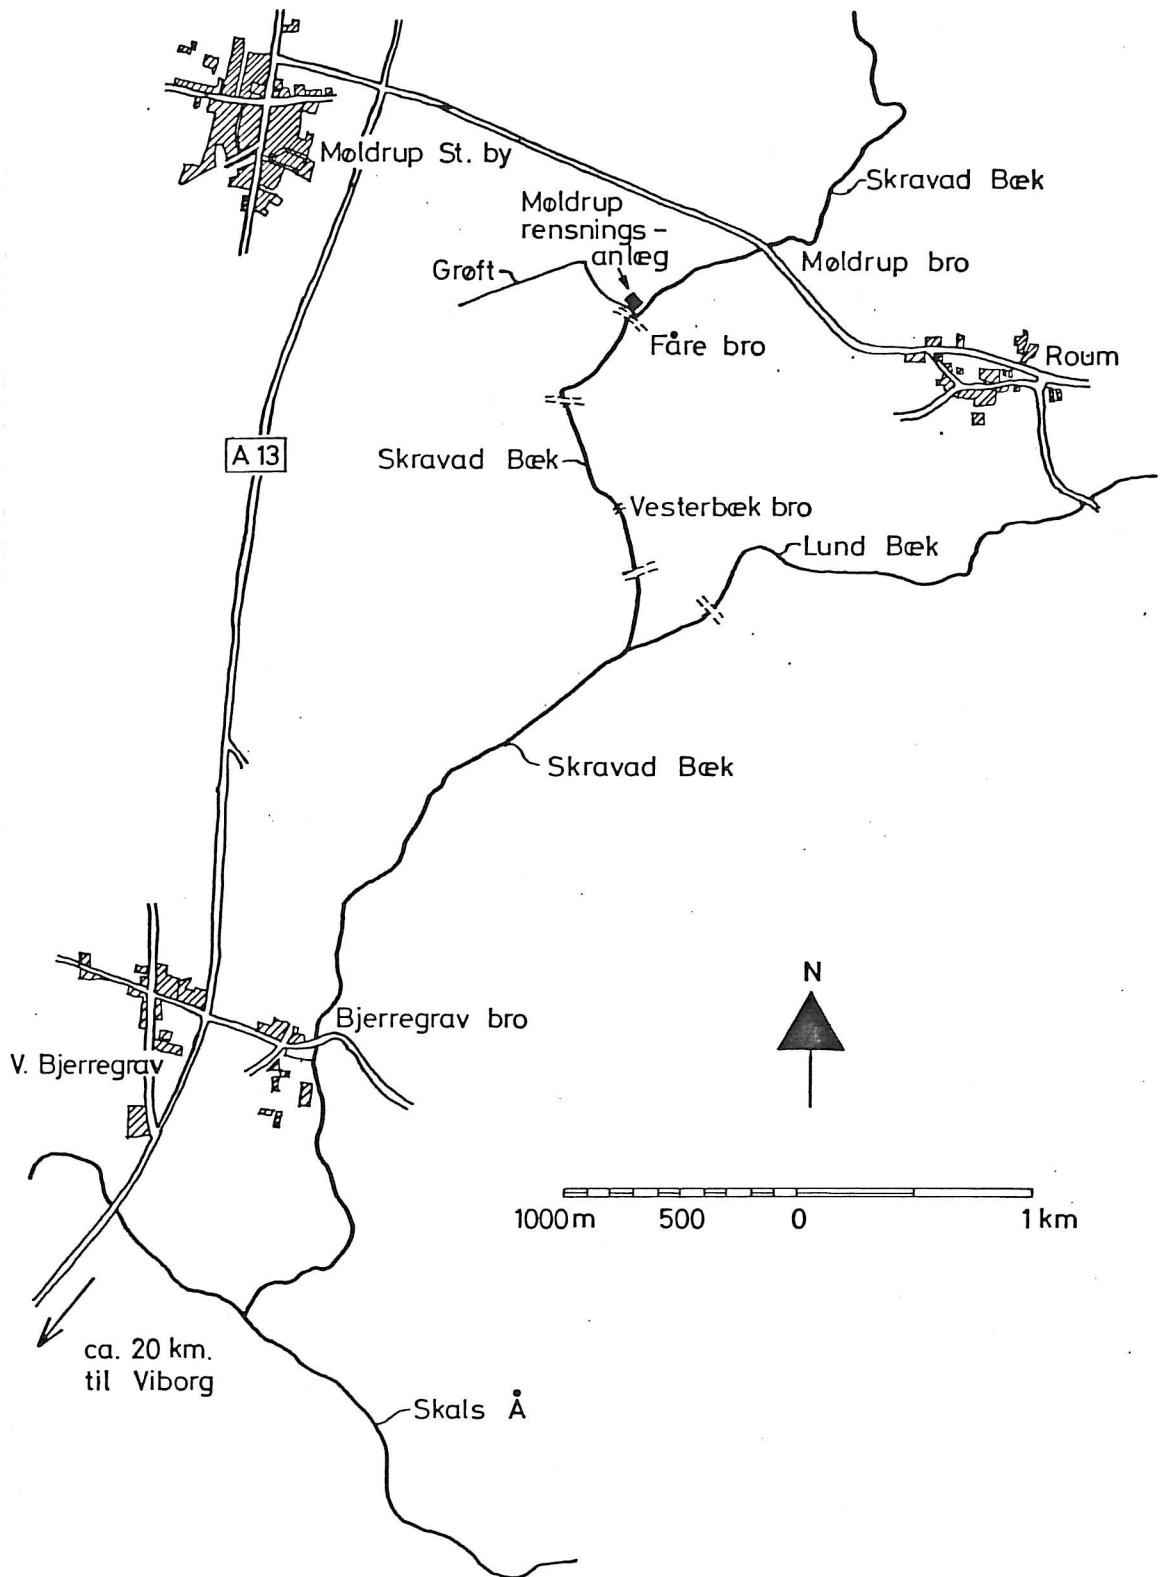 Møldrup St. by
Skravad Bæk
Møldrup
rensnings-
anlæg
Grøft
Møldrup bro
Fåre bro
Roum
A 13
Skravad Bæk
Vesterbæk bro
Lund Bæk
Skravad Bæk
N
Bjerregrav bro
V. Bjerregrav
1000 m 500 0 1 km
ca. 20 km.
til Viborg
Skals Å